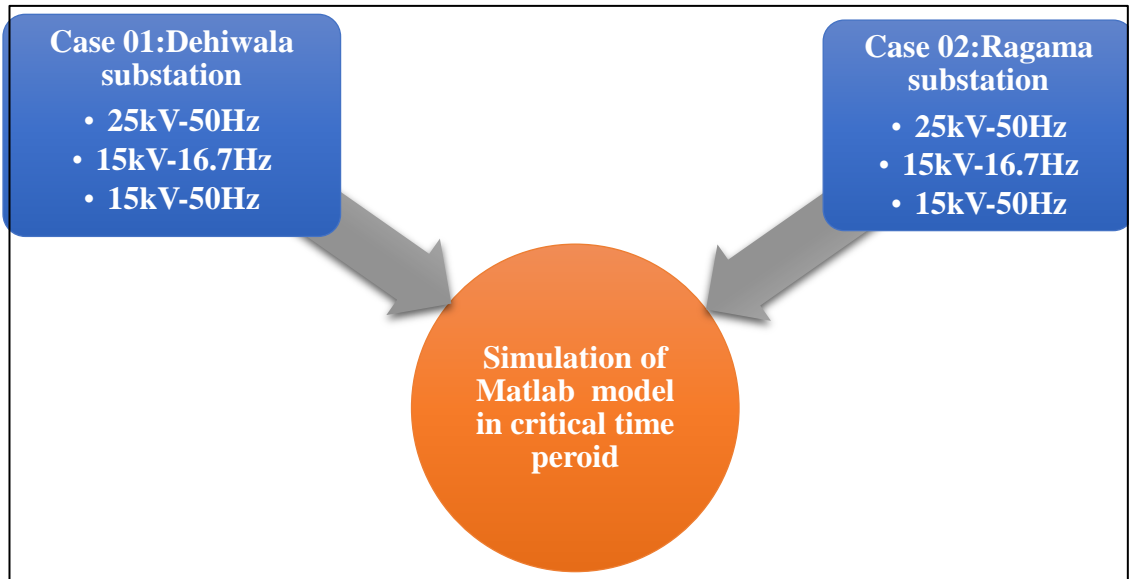 Case 01:Dehiwala
substation
• 25kV-50Hz
• 15kV-16.7Hz
• 15kV-50Hz
Case 02:Ragama
substation
• 25kV-50Hz
• 15kV-16.7Hz
• 15kV-50Hz
Simulation of
Matlab model
in critical time
peroid